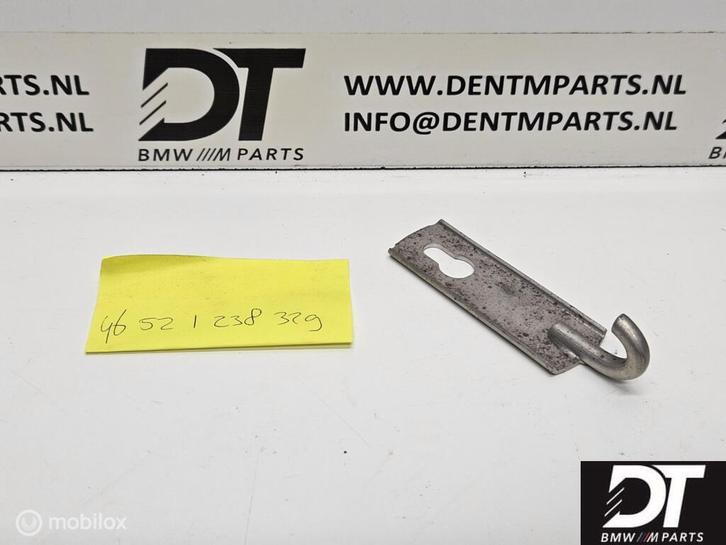 DT
BMW///M PARTS
WWW.DENTMPARTS.NL
INFO@DENTMPARTS.NL
RTS.NL
RTS.NL
46 52 1 238 329
mobilox
DT
BMW///M PARTS